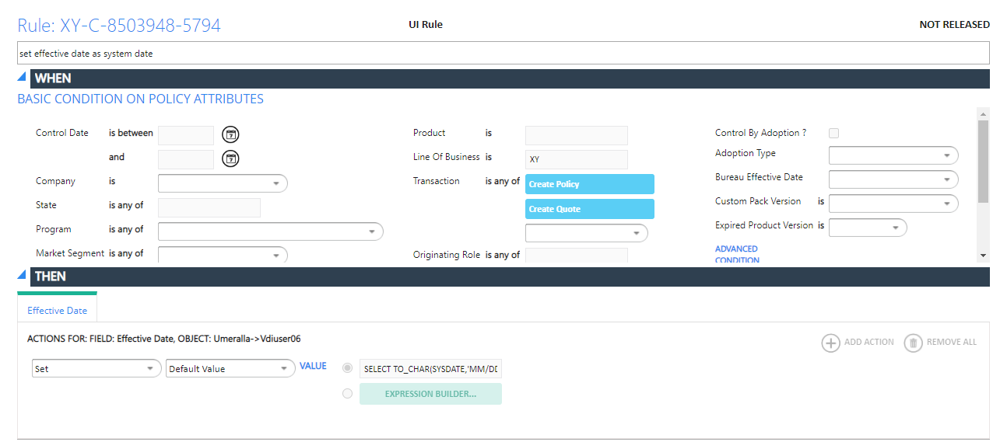 Rule: XY-C-8503948-5794 UI Rule NOT RELEASED
set effective date as system date
WHEN
BASIC CONDITION ON POLICY ATTRIBUTES
Control Date is between 7 Product is Control By Adoption ?
and 7 Line Of Business is XY Adoption Type
Company is Transaction is any of Create Policy Bureau Effective Date
State is any of Create Quote Custom Pack Version is
Program is any of Expired Product Version is
Market Segment is any of Originating Role is any of ADVANCED
CONDITION
THEN
Effective Date
ACTIONS FOR: FIELD: Effective Date, OBJECT: Umeralla->Vdiuser06 ADD ACTION REMOVE ALL
Set Default Value VALUE SELECT TO_CHAR(SYSDATE,'MM/DD
EXPRESSION BUILDER...